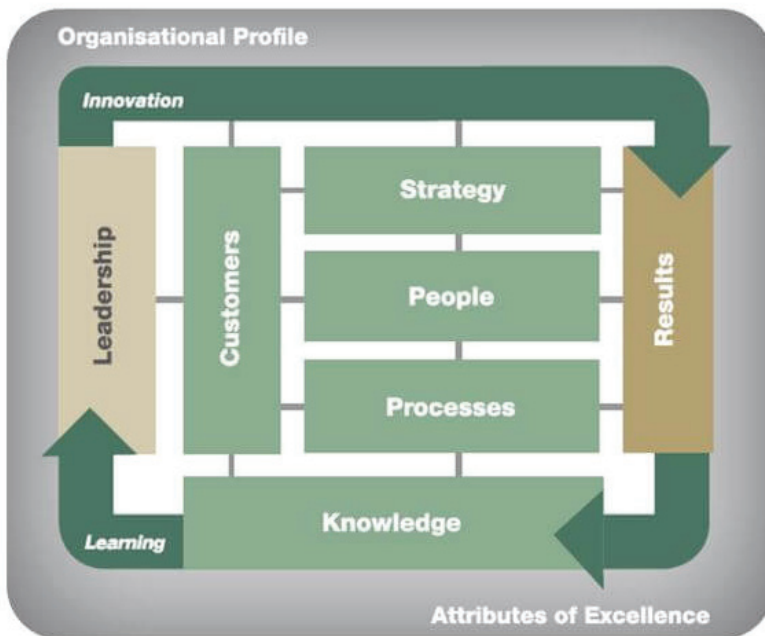 Organisational Profile
Innovation
Leadership
Customers
Strategy
People
Processes
Results
Knowledge
Learning
Attributes of Excellence